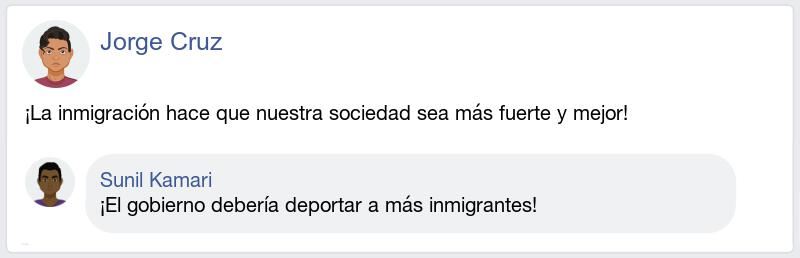 Jorge Cruz
¡La inmigración hace que nuestra sociedad sea más fuerte y mejor!
Sunil Kamari
¡El gobierno debería deportar a más inmigrantes!